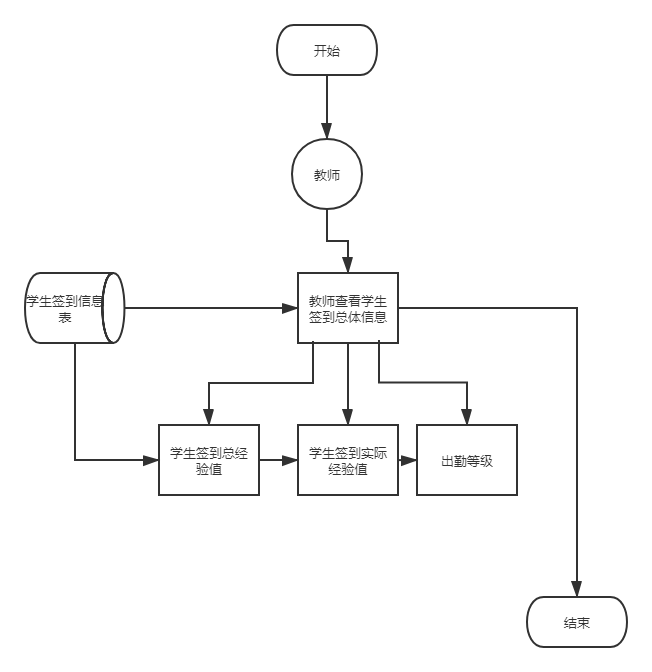 开始
教师
学生签到信息
表
教师查看学生
签到总体信息
学生签到总经
验值
学生签到实际
经验值
出勤等级
结束